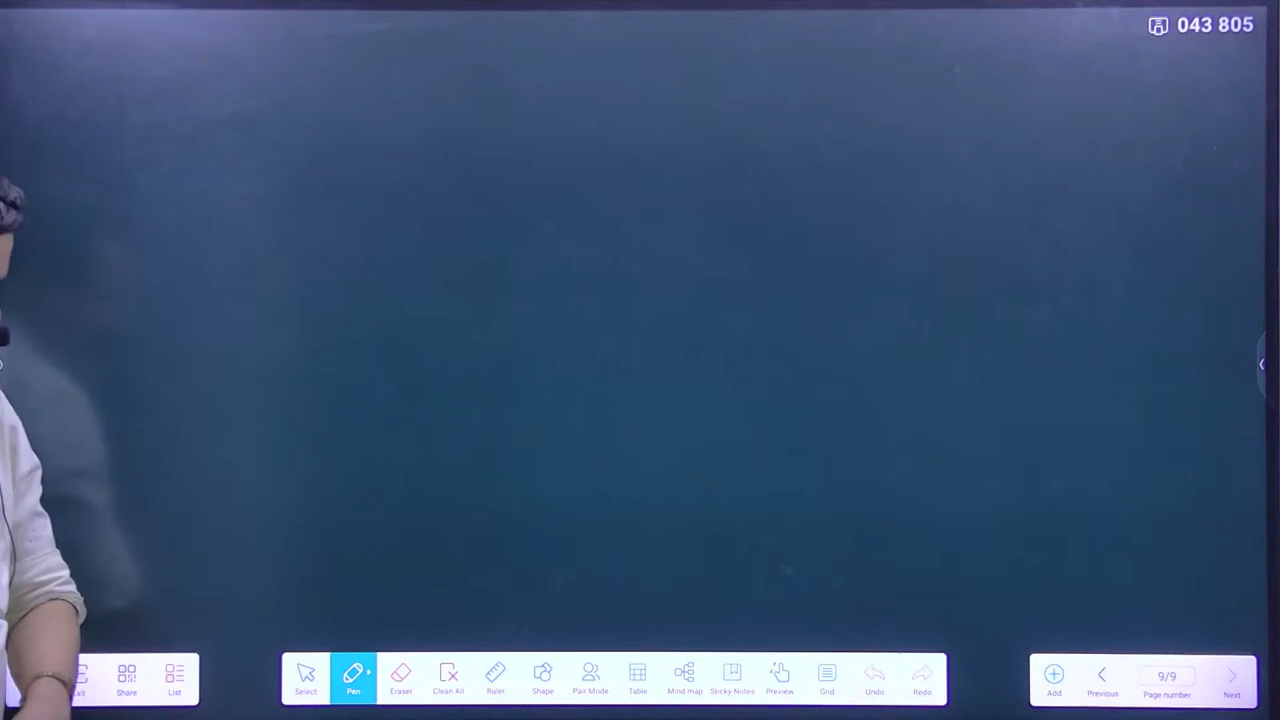 043 805
Share
List
Select
Pen
Eraser
Clean All
Ruler
Shape
Pair Mode
Table
Mind map
Sticky Notes
Preview
Grid
Undo
Redo
Add
Previous
9/9
Page number
Next